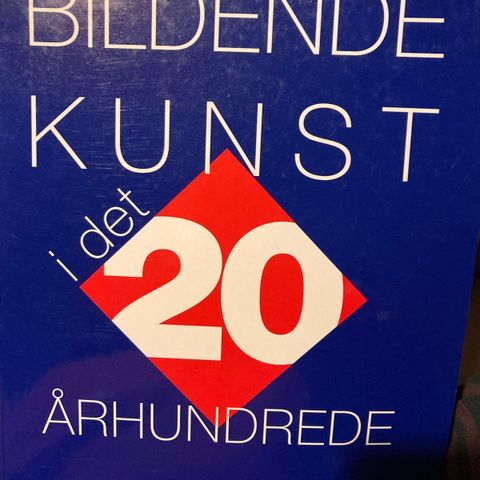 BILDENDE
KUNST
i det
20
ÅRHUNDREDE